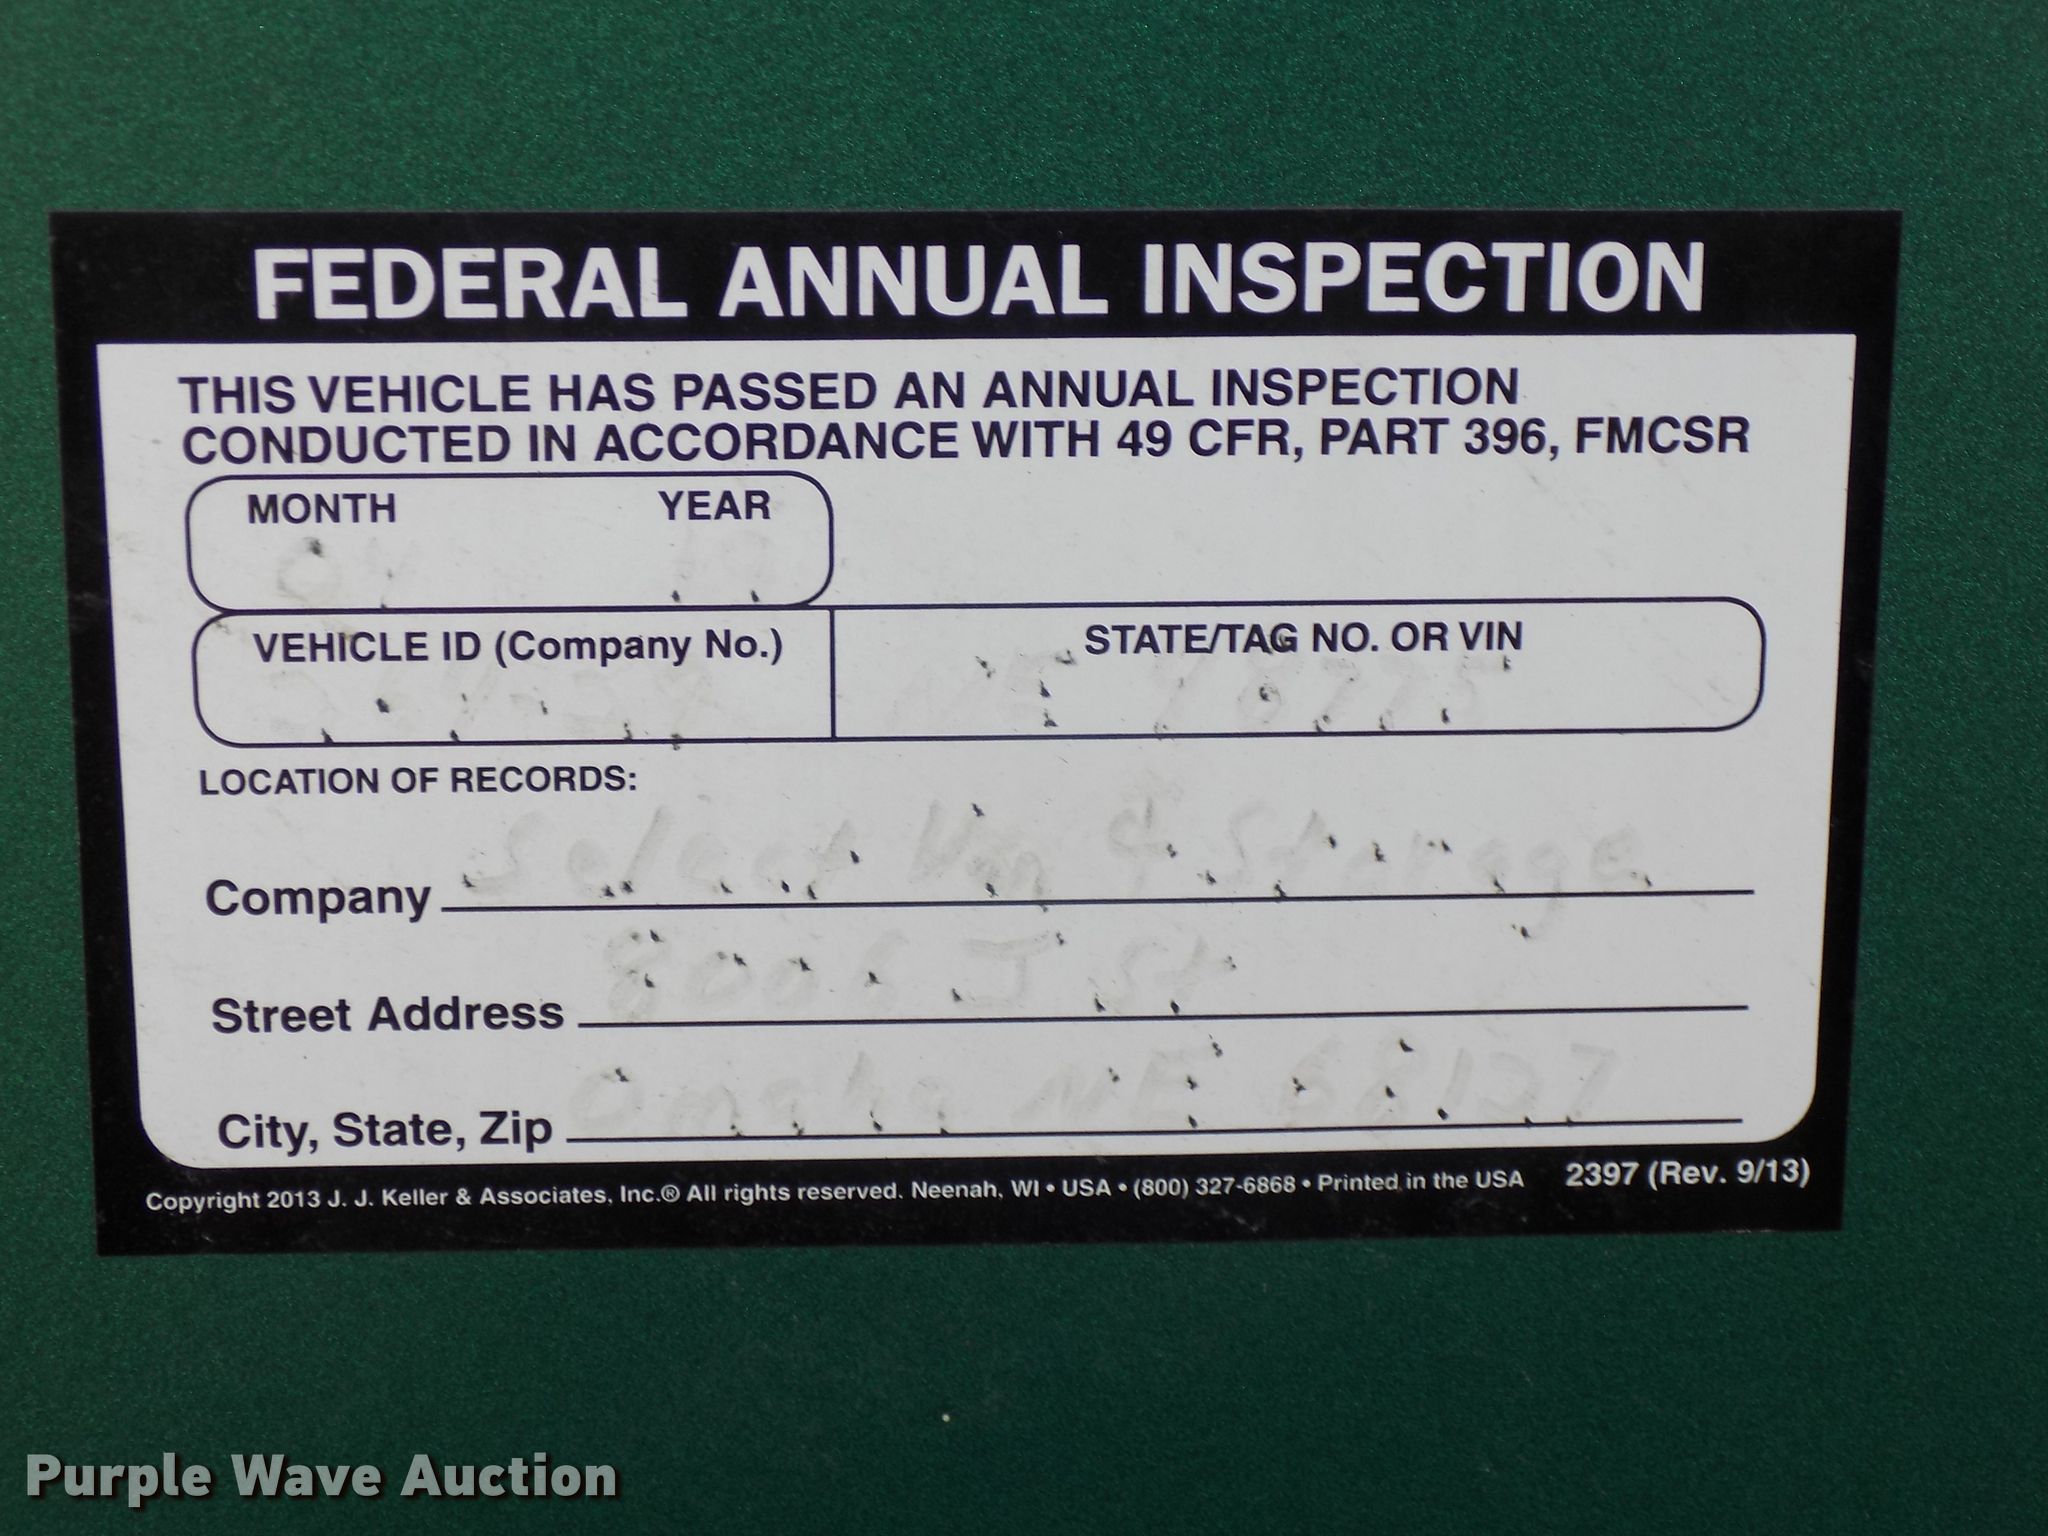 FEDERAL ANNUAL INSPECTION
THIS VEHICLE HAS PASSED AN ANNUAL INSPECTION
CONDUCTED IN ACCORDANCE WITH 49 CFR, PART 396, FMCSR
MONTH YEAR
04 19
VEHICLE ID (Company No.) STATE/TAG NO. OR VIN
NE
LOCATION OF RECORDS:
Company Select Van & Storage
Street Address 8006 J St
City, State, Zip Omaha NE 68127
Copyright 2013 J. J. Keller & Associates, Inc.® All rights reserved. Neenah, WI • USA • (800) 327-6868 • Printed in the USA 2397 (Rev. 9/13)
Purple Wave Auction